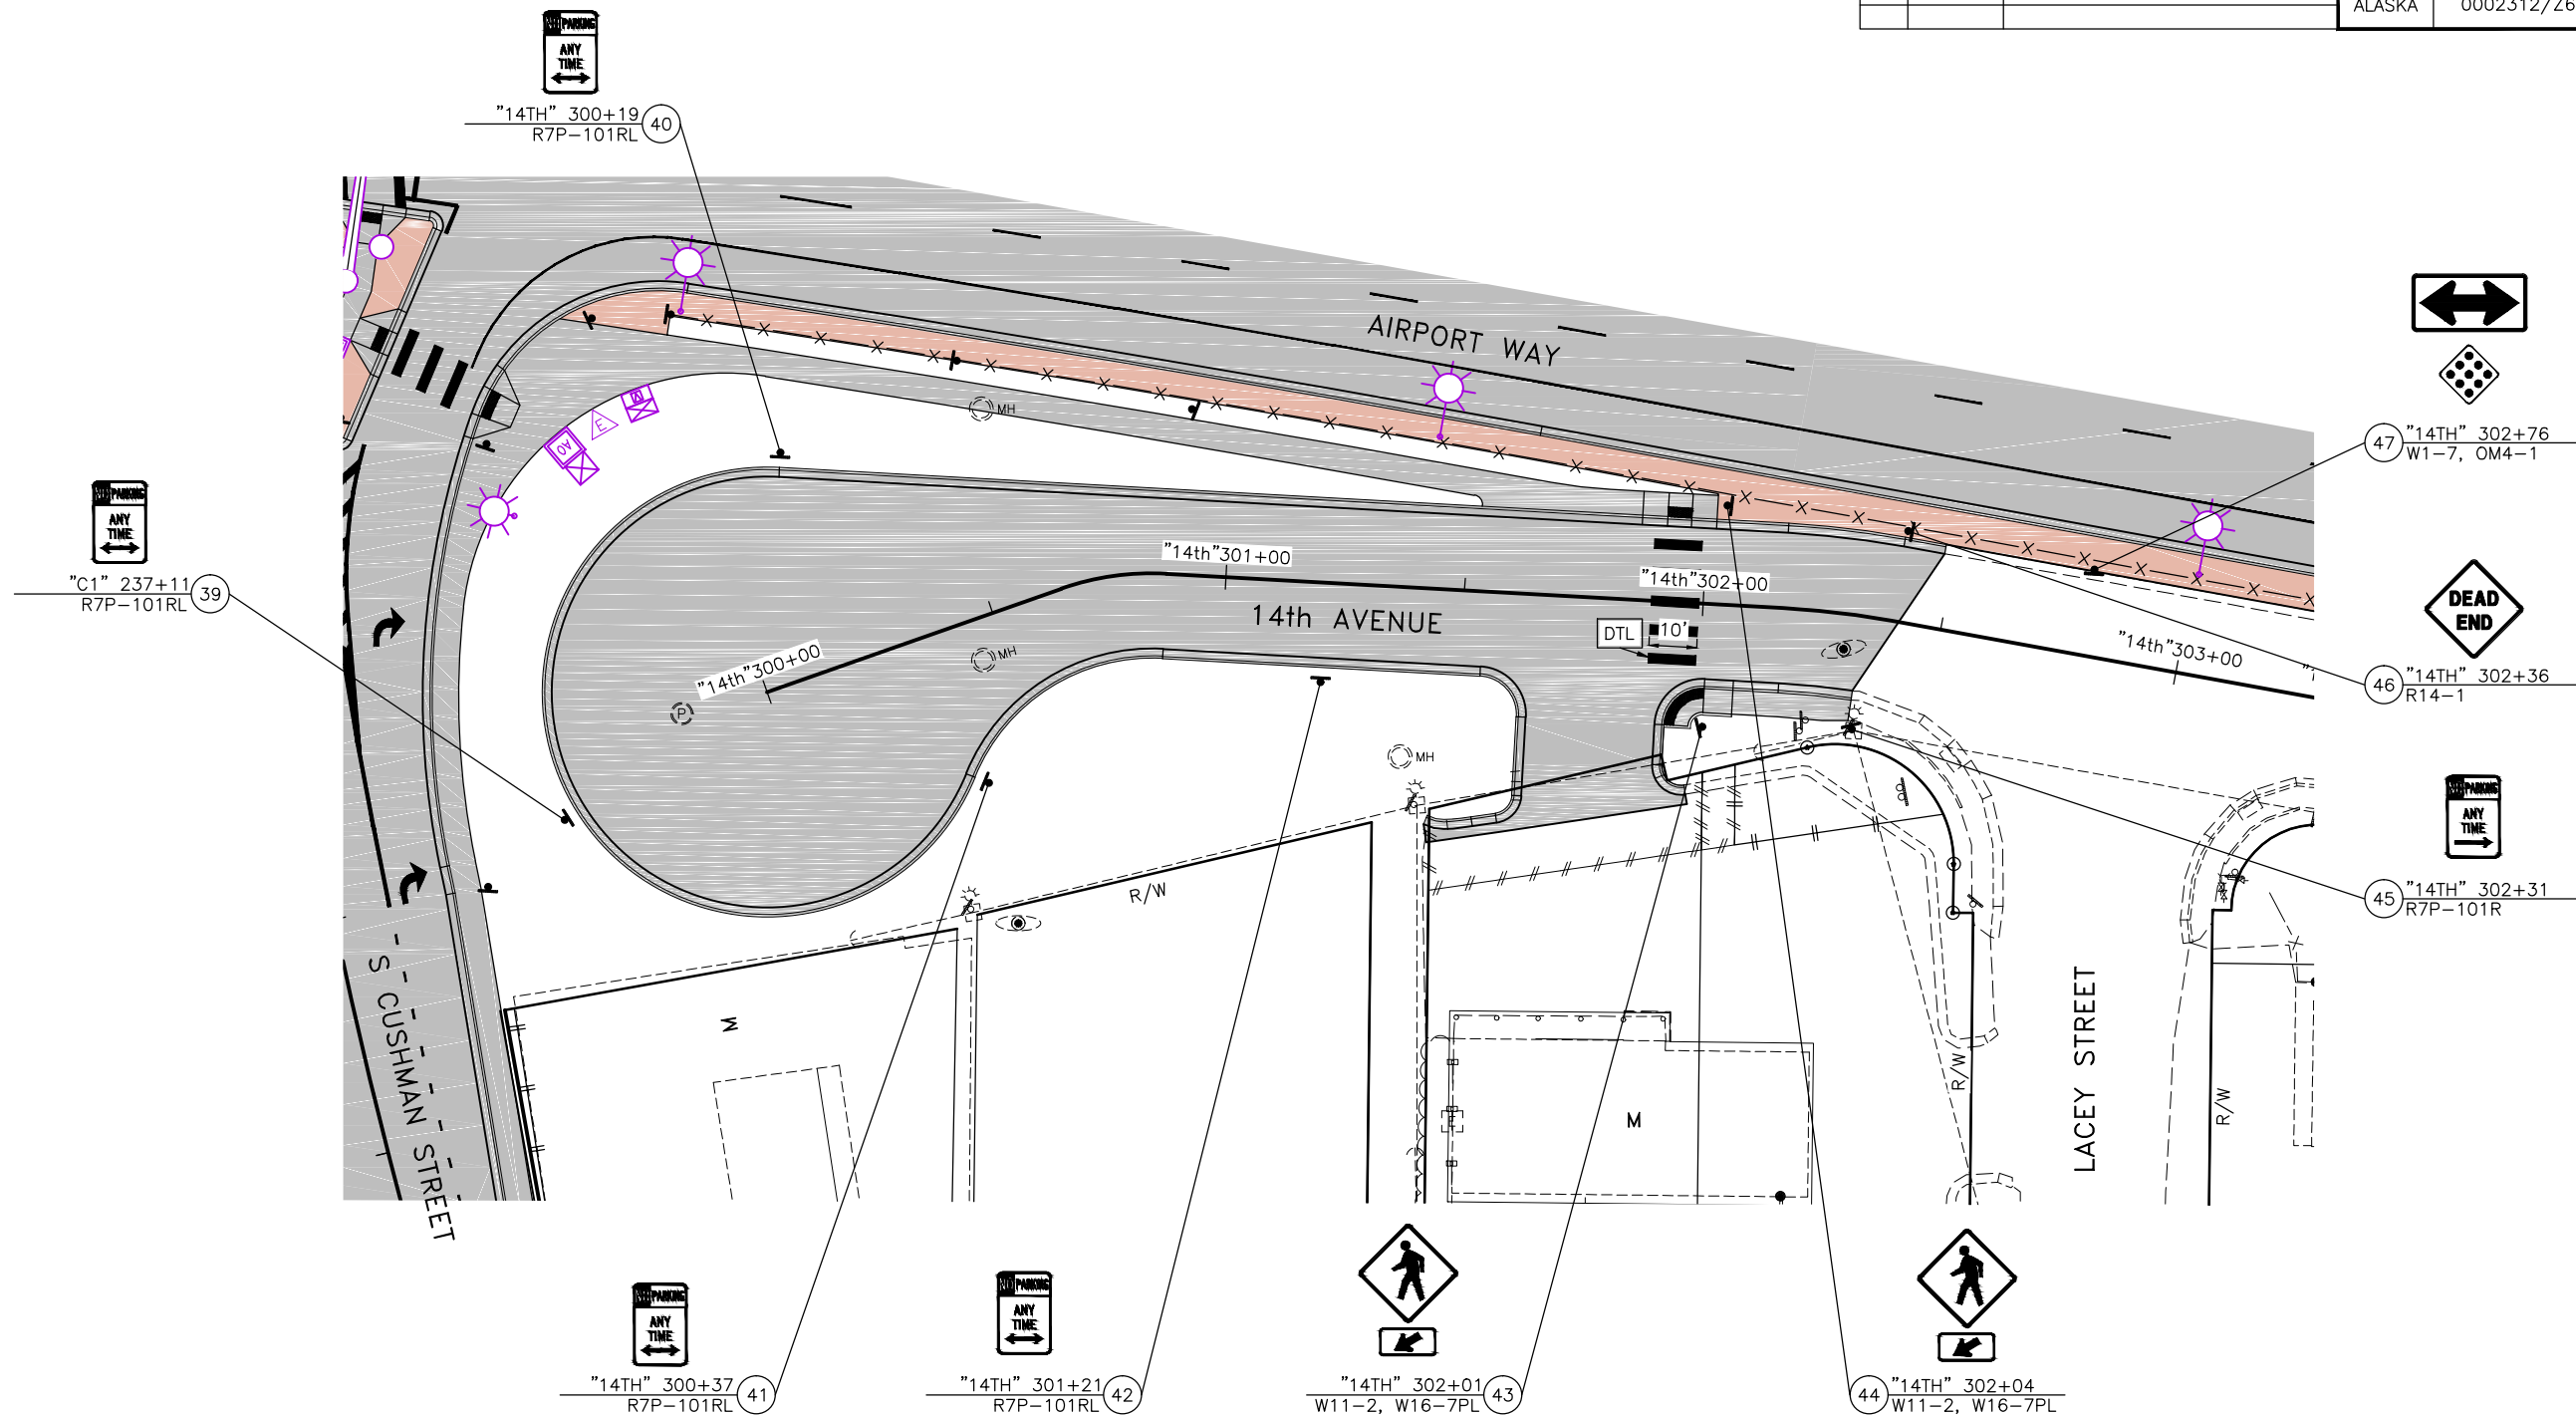 ALASKA
0002312/Z6
NO PARKING
ANY
TIME
"14TH" 300+19
R7P-101RL
40
AIRPORT WAY
MH
47
"14TH" 302+76
W1-7, OM4-1
NO PARKING
ANY
TIME
"C1" 237+11
R7P-101RL
39
E
M
AO
"14th"301+00
"14th"302+00
14th AVENUE
DTL
10'
DEAD
END
"14th"303+00
46
"14TH" 302+36
R14-1
"14th"300+00
MH
P
MH
NO PARKING
ANY
TIME
45
"14TH" 302+31
R7P-101R
R/W
S CUSHMAN STREET
M
E
M
R/W
LACEY STREET
R/W
NO PARKING
ANY
TIME
"14TH" 300+37
R7P-101RL
41
NO PARKING
ANY
TIME
"14TH" 301+21
R7P-101RL
42
"14TH" 302+01
W11-2, W16-7PL
43
44
"14TH" 302+04
W11-2, W16-7PL